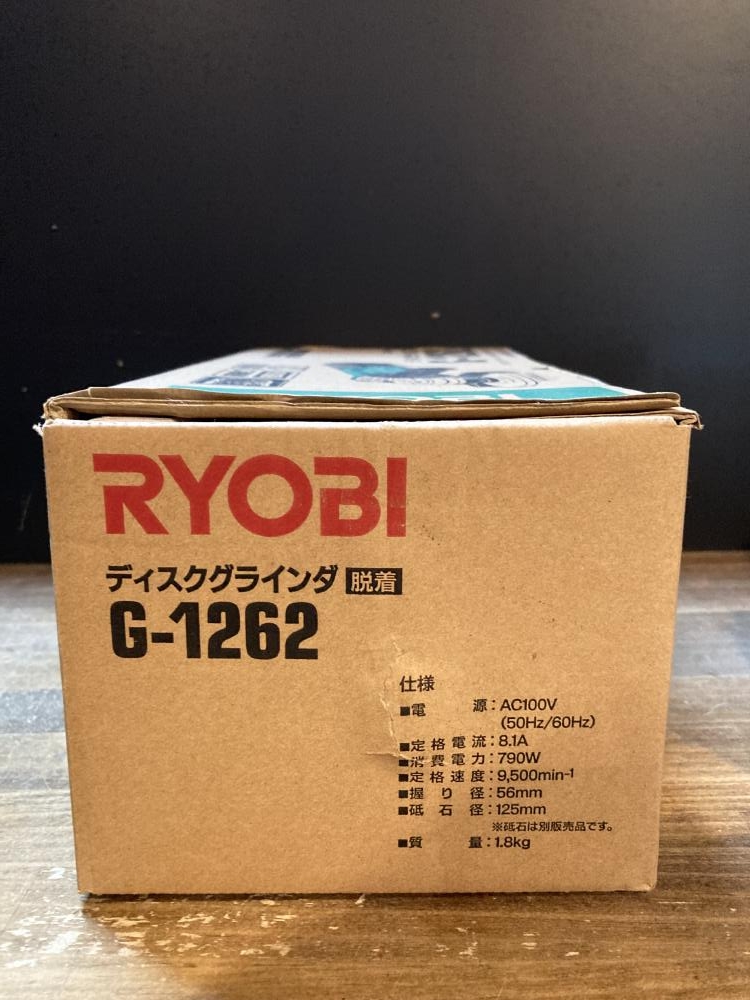 RYOBI
ディスクグラインダ 脱着
G-1262
仕様
■電源：AC100V
(50Hz/60Hz)
■定格電流：8.1A
■消費電力：790W
■定格速度：9,500min-1
■握り径：56mm
■砥石径：125mm
※砥石は別販売品です。
■質量：1.8kg